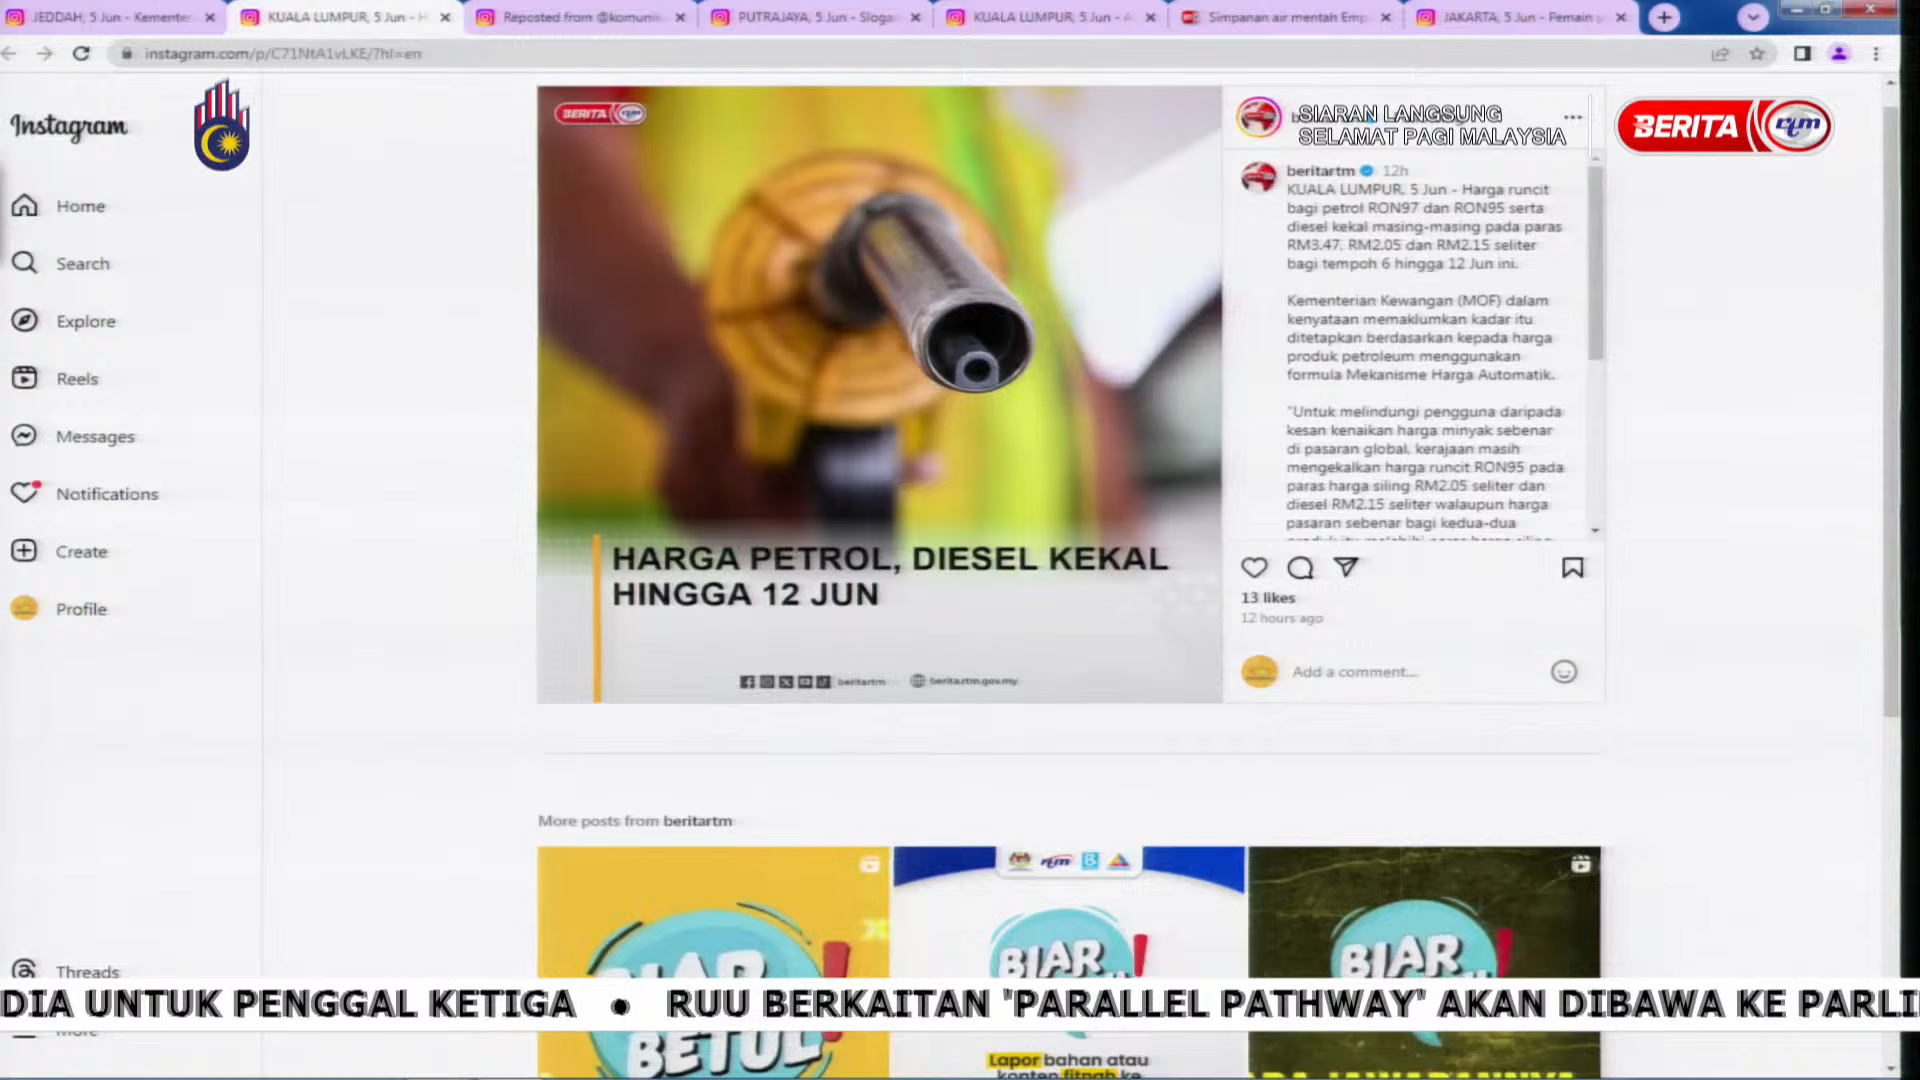 JEDDAH, 5 Jun - Kementer
KUALA LUMPUR, 5 Jun - H
Reposted from @komuni
PUTRAJAYA, 5 Jun - Sloga
KUALA LUMPUR, 5 Jun - A
Simpanan air mentah Emp
JAKARTA, 5 Jun - Pemain
instagram.com/p/C71NtA1vLKE/?hl=en
Instagram
Home
Search
Explore
Reels
Messages
Notifications
Create
Profile
Threads
More
BERITA rtm
HARGA PETROL, DIESEL KEKAL
HINGGA 12 JUN
beritartm
berita.rtm.gov.my
SIARAN LANGSUNG
SELAMAT PAGI MALAYSIA
BERITA rtm
beritartm 12h
KUALA LUMPUR, 5 Jun - Harga runcit
bagi petrol RON97 dan RON95 serta
diesel kekal masing-masing pada paras
RM3.47, RM2.05 dan RM2.15 seliter
bagi tempoh 6 hingga 12 Jun ini.
Kementerian Kewangan (MOF) dalam
kenyataan memaklumkan kadar itu
ditetapkan berdasarkan kepada harga
produk petroleum menggunakan
formula Mekanisme Harga Automatik.
"Untuk melindungi pengguna daripada
kesan kenaikan harga minyak sebenar
di pasaran global, kerajaan masih
mengekalkan harga runcit RON95 pada
paras harga siling RM2.05 seliter dan
diesel RM2.15 seliter walaupun harga
pasaran sebenar bagi kedua-dua
13 likes
12 hours ago
Add a comment...
More posts from beritartm
BIAR
BETUL!
rtm
BIAR
Lapor bahan atau
konten fitnah ke
BIAR
DIA UNTUK PENGGAL KETIGA • RUU BERKAITAN 'PARALLEL PATHWAY' AKAN DIBAWA KE PARLI